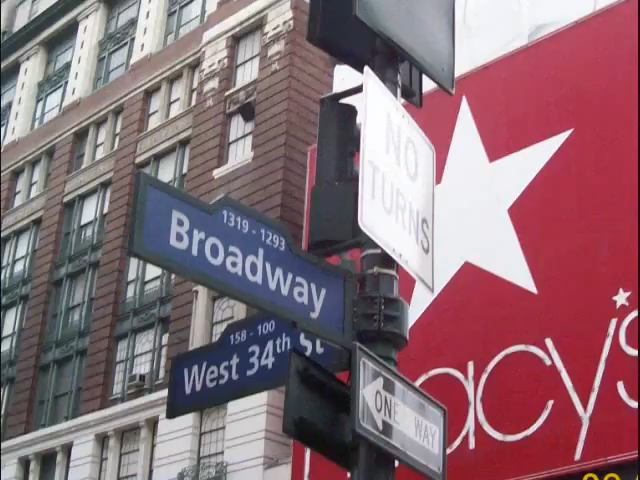 NO
TURNS
1319 - 1293
Broadway
158 - 100
West 34th St
ONE WAY
acy's